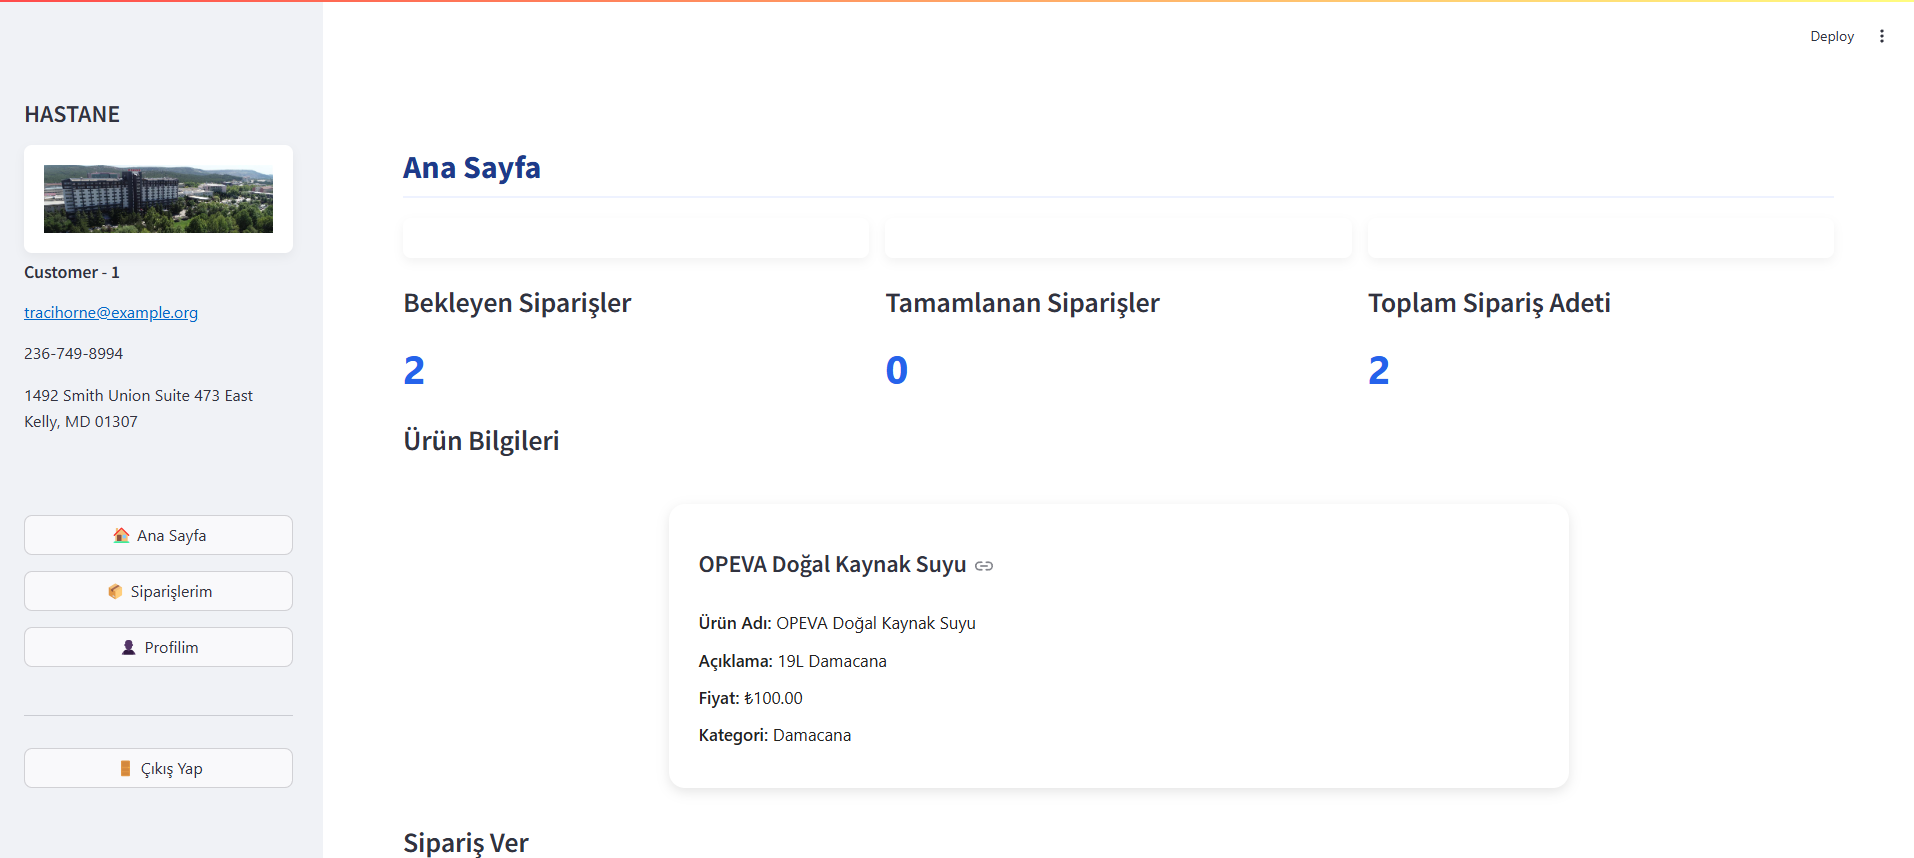 Deploy
HASTANE
Customer - 1
tracihorne@example.org
236-749-8994
1492 Smith Union Suite 473 East
Kelly, MD 01307
Ana Sayfa
Siparişlerim
Profilim
Çıkış Yap
Ana Sayfa
Bekleyen Siparişler
2
Tamamlanan Siparişler
0
Toplam Sipariş Adeti
2
Ürün Bilgileri
OPEVA Doğal Kaynak Suyu
Ürün Adı: OPEVA Doğal Kaynak Suyu
Açıklama: 19L Damacana
Fiyat: ₺100.00
Kategori: Damacana
Sipariş Ver